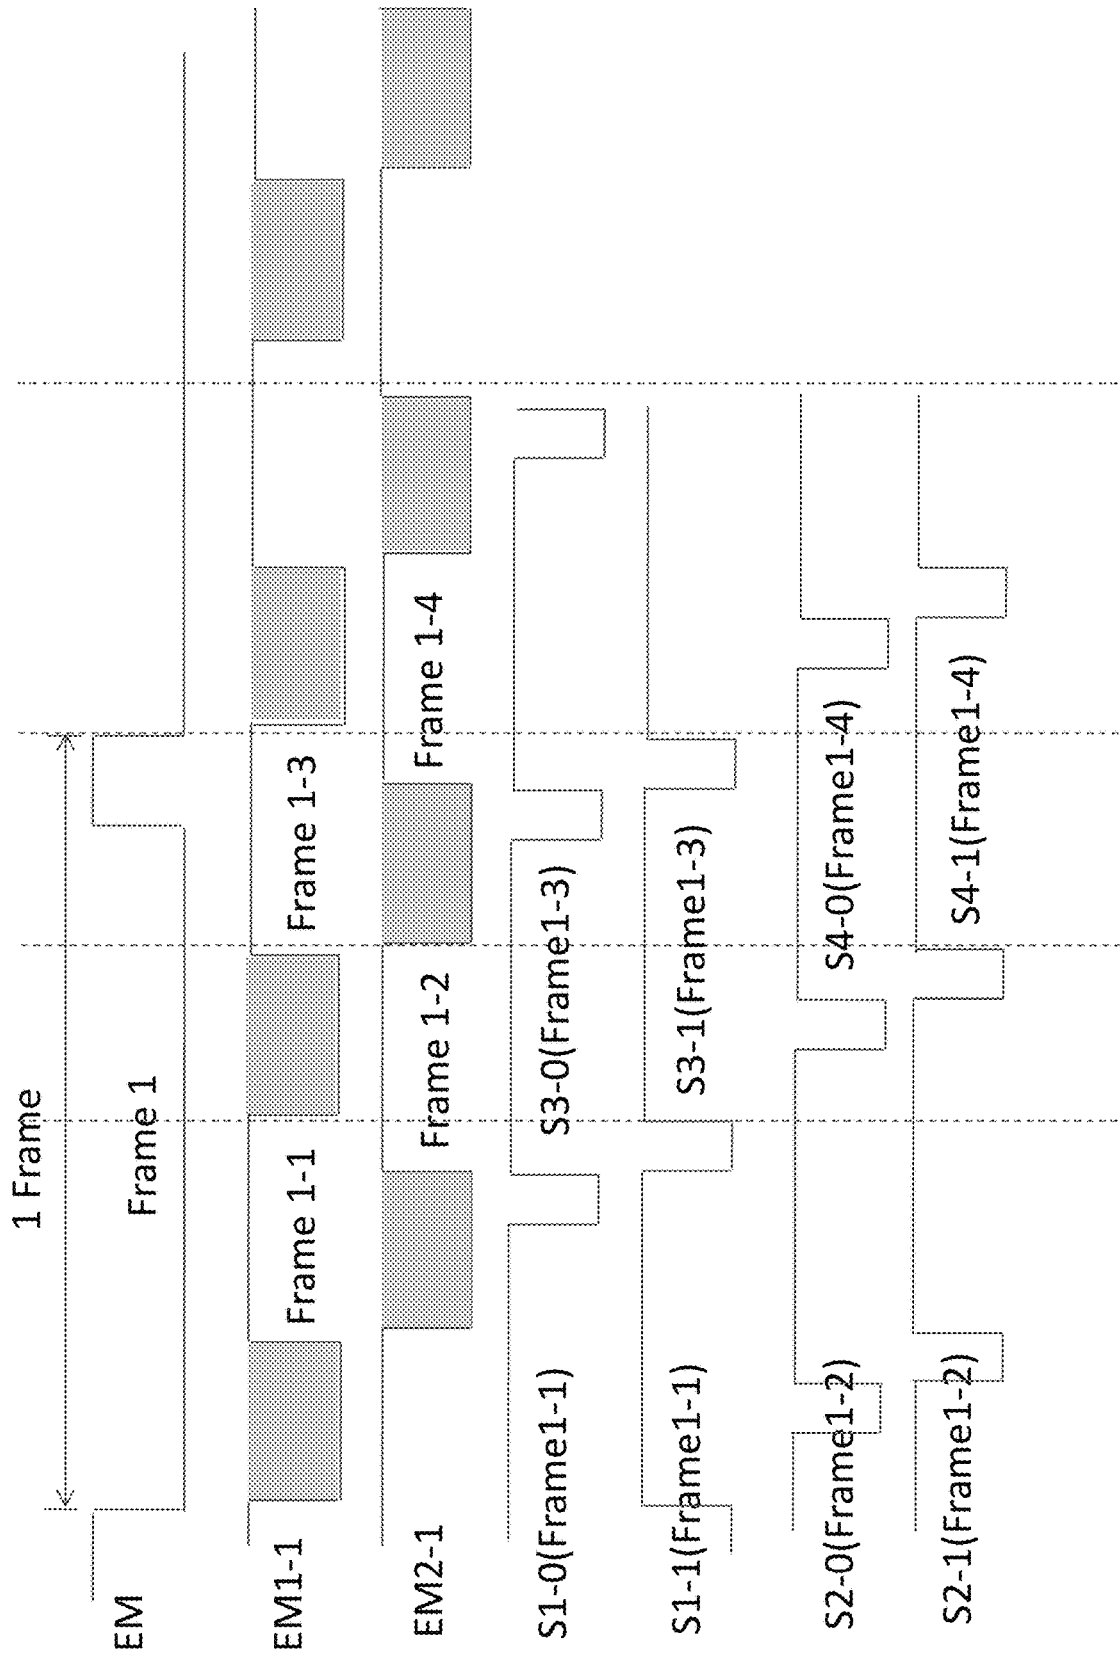 1 Frame
EM
Frame 1
EM1-1
Frame 1-1
Frame 1-3
EM2-1
Frame 1-2
Frame 1-4
S1-0(Frame1-1)
S3-0(Frame1-3)
S1-1(Frame1-1)
S3-1(Frame1-3)
S2-0(Frame1-2)
S4-0(Frame1-4)
S2-1(Frame1-2)
S4-1(Frame1-4)